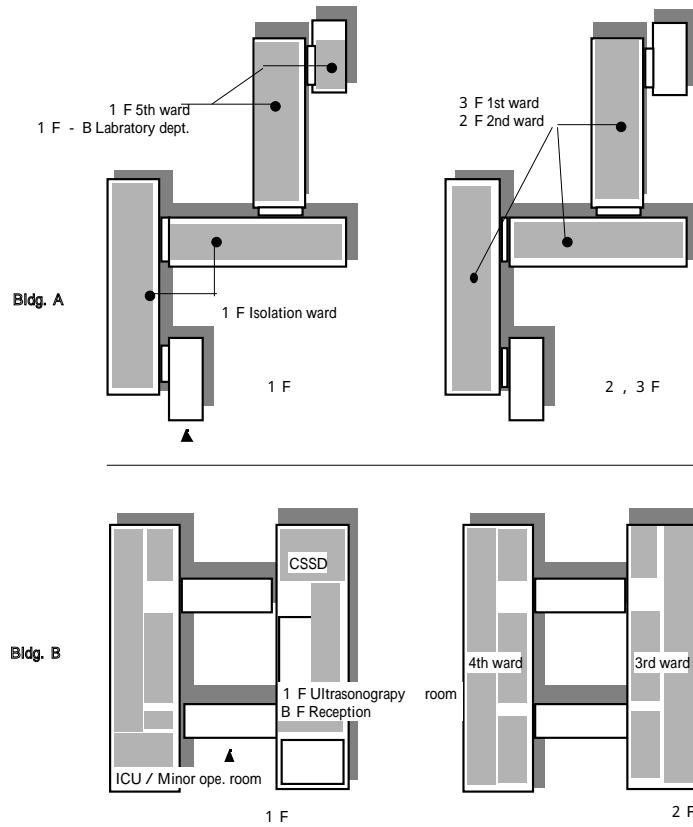 1 F 5th ward
1 F - B Labratory dept.
3 F 1st ward
2 F 2nd ward
Bldg. A
1 F Isolation ward
1 F
2 , 3 F
CSSD
Bldg. B
4th ward
3rd ward
1 F Ultrasonograpy room
B F Reception
ICU / Minor ope. room
1 F
2 F